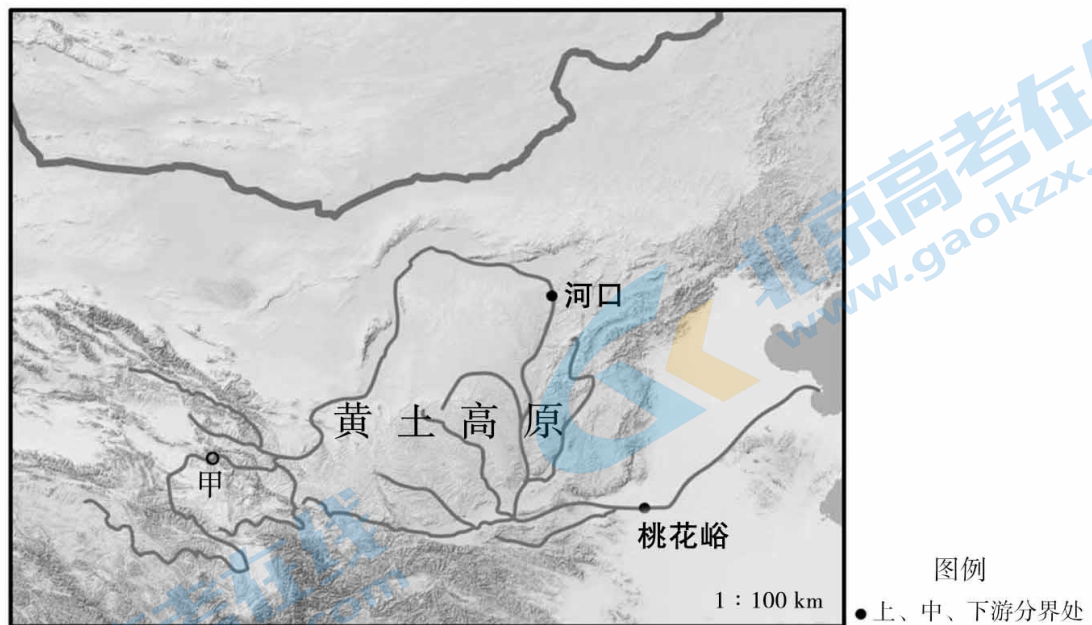 北京高考在线
www.gaokzx.
河口
黄土高原
甲
桃花峪
1：100 km
图例
●上、中、下游分界处